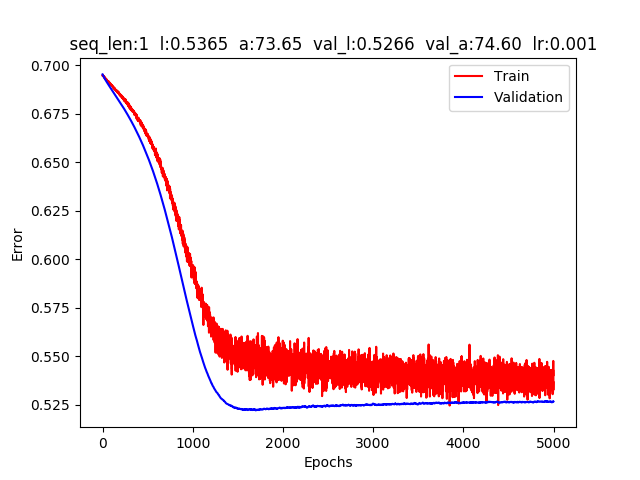 seq_len:1 l:0.5365 a:73.65 val_l:0.5266 val_a:74.60 lr:0.001
0.700
0.675
0.650
0.625
0.600
0.575
0.550
0.525
Error
Train
Validation
0 1000 2000 3000 4000 5000
Epochs